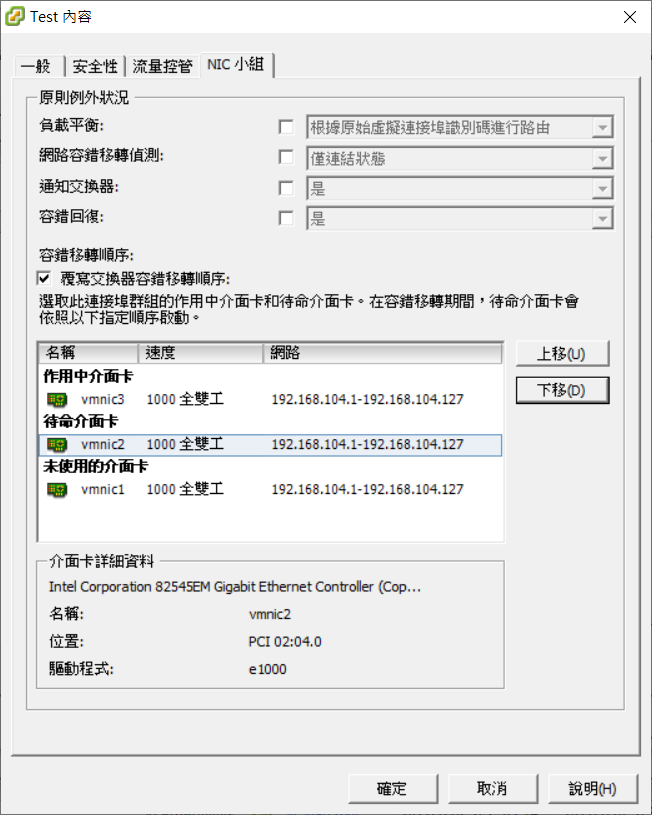 Test 內容
一般
安全性
流量控管
NIC 小組
原則例外狀況
負載平衡:
根據原始虛擬連接埠識別碼進行路由
網路容錯移轉偵測:
僅連結狀態
通知交換器:
是
容錯回復:
是
容錯移轉順序:
覆寫交換器容錯移轉順序:
選取此連接埠群組的作用中介面卡和待命介面卡。在容錯移轉期間，待命介面卡會
依照以下指定順序啟動。
名稱 速度 網路
上移(U)
作用中介面卡
下移(D)
vmnic3 1000 全雙工 192.168.104.1-192.168.104.127
待命介面卡
vmnic2 1000 全雙工 192.168.104.1-192.168.104.127
未使用的介面卡
vmnic1 1000 全雙工 192.168.104.1-192.168.104.127
介面卡詳細資料
Intel Corporation 82545EM Gigabit Ethernet Controller (Cop...
名稱: vmnic2
位置: PCI 02:04.0
驅動程式: e1000
確定
取消
說明(H)